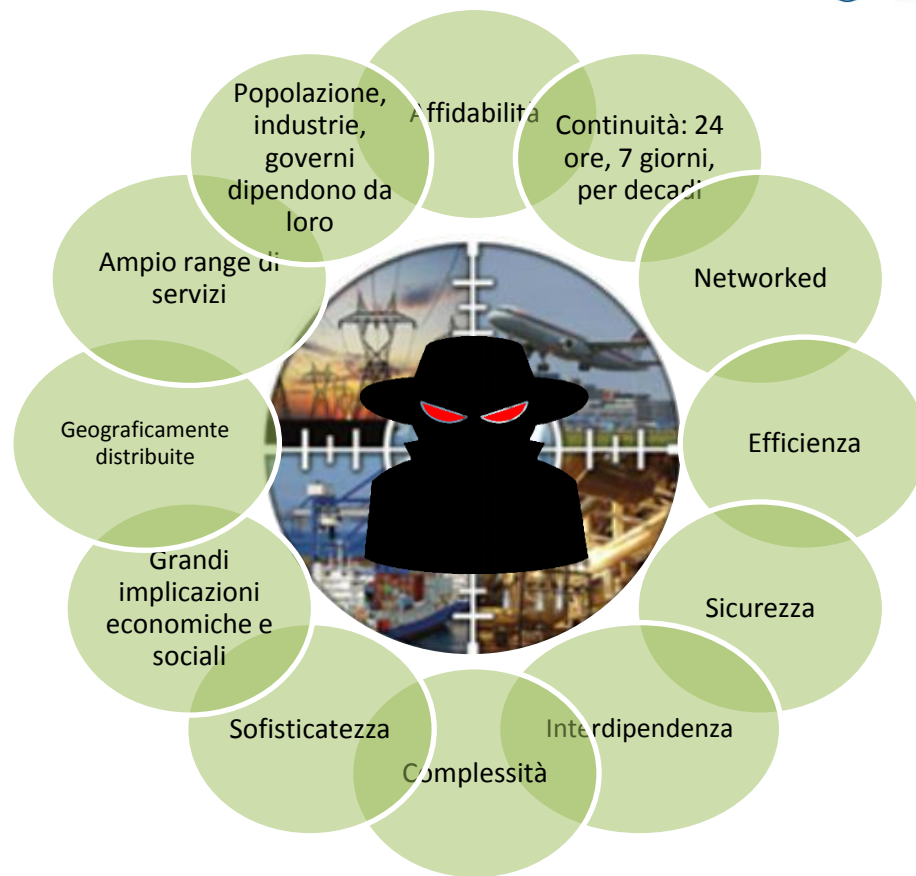 Affidabilità
Continuità: 24
ore, 7 giorni,
per decadi
Networked
Efficienza
Sicurezza
Interdipendenza
Complessità
Sofisticatezza
Grandi
implicazioni
economiche e
sociali
Geograficamente
distribuite
Ampio range di
servizi
Popolazione,
industrie,
governi
dipendono da
loro